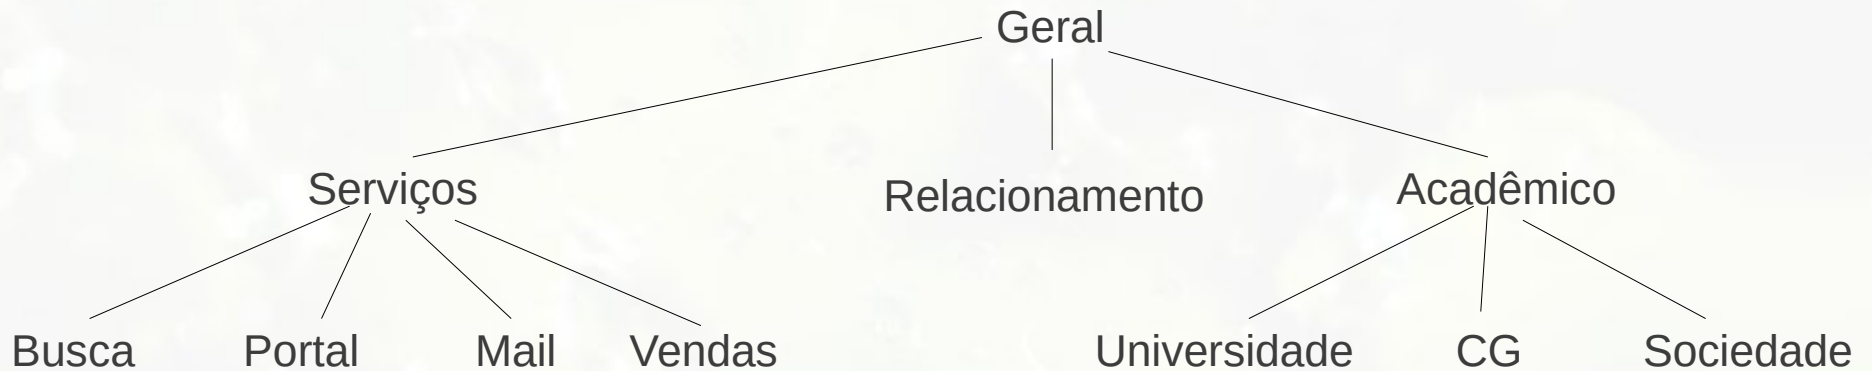 Geral
Serviços
Relacionamento
Acadêmico
Busca
Portal
Mail
Vendas
Universidade
CG
Sociedade